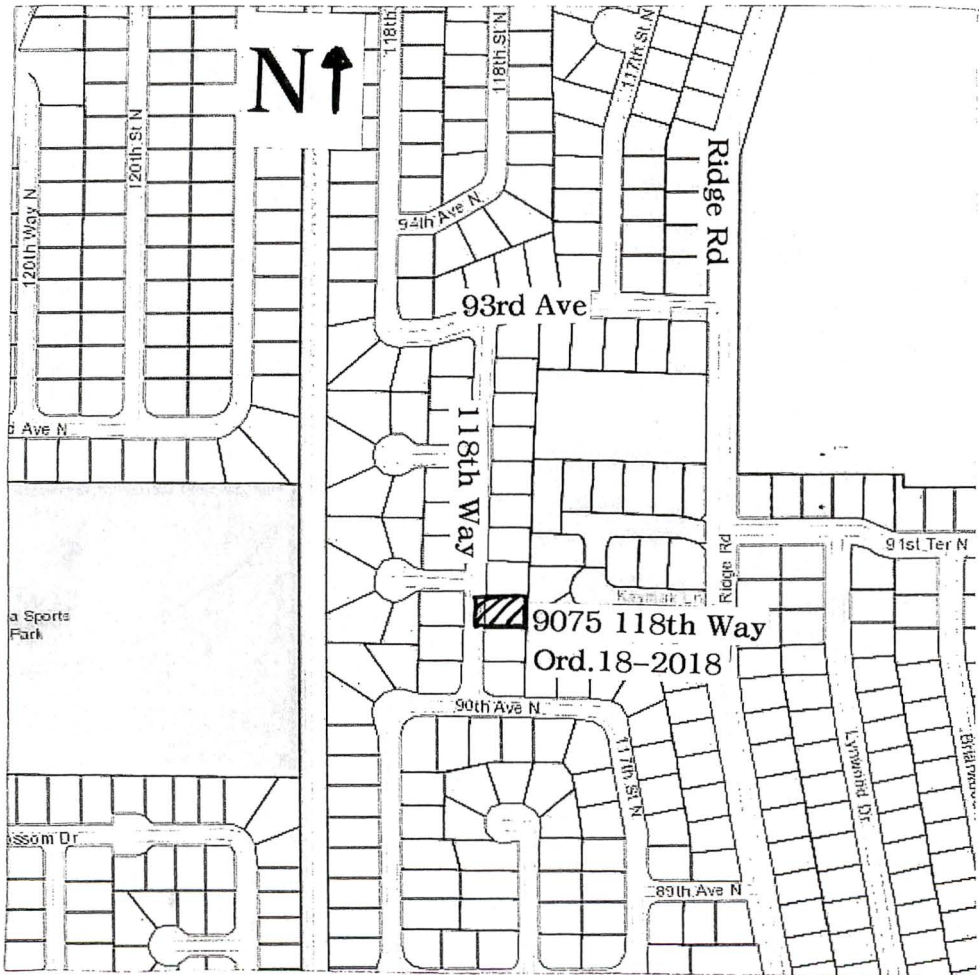 N
118th
118th St N
117th St N
120th St N
120th Way N
Ridge Rd
94th Ave N
93rd Ave
d Ave N
118th Way
91st Ter N
Ridge Rd
a Sports
Park
9075 118th Way
Ord.18-2018
90th Ave N
117th St N
Lynwood Dr
ossom Dr
89th Ave N